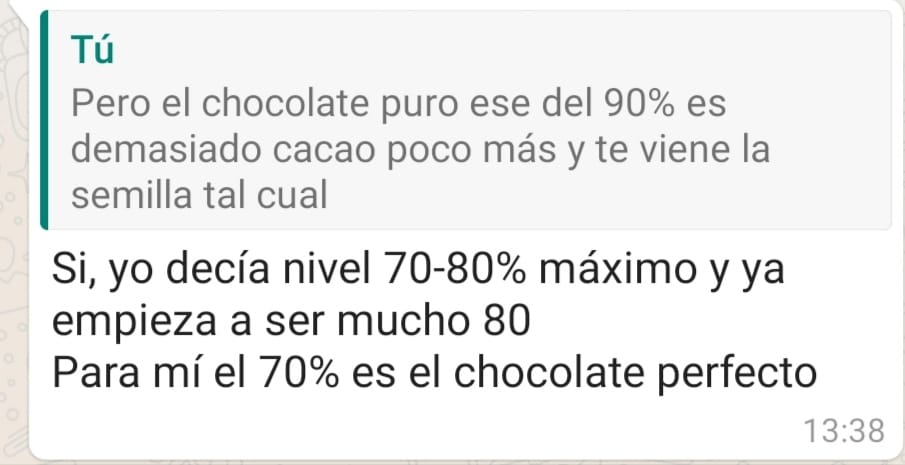 Tú
Pero el chocolate puro ese del 90% es
demasiado cacao poco más y te viene la
semilla tal cual
Si, yo decía nivel 70-80% máximo y ya
empieza a ser mucho 80
Para mí el 70% es el chocolate perfecto
13:38